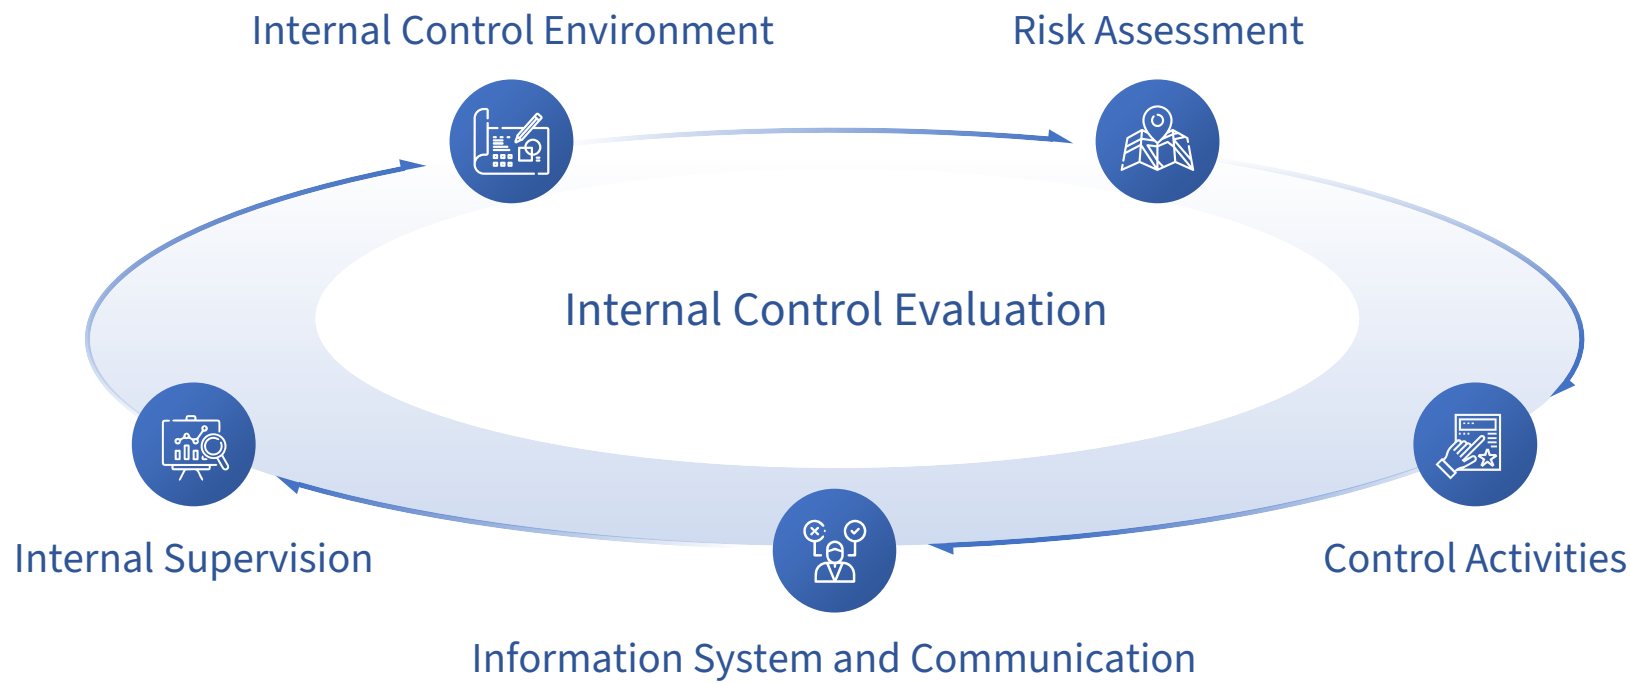 Internal Control Environment
Risk Assessment
Internal Control Evaluation
Internal Supervision
Control Activities
Information System and Communication